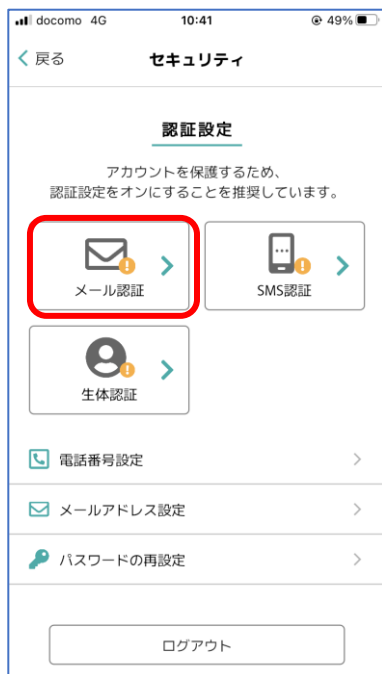 docomo 4G 10:41 49%
戻る セキュリティ
認証設定
アカウントを保護するため、
認証設定をオンにすることを推奨しています。
メール認証 SMS認証
生体認証
電話番号設定
メールアドレス設定
パスワードの再設定
ログアウト